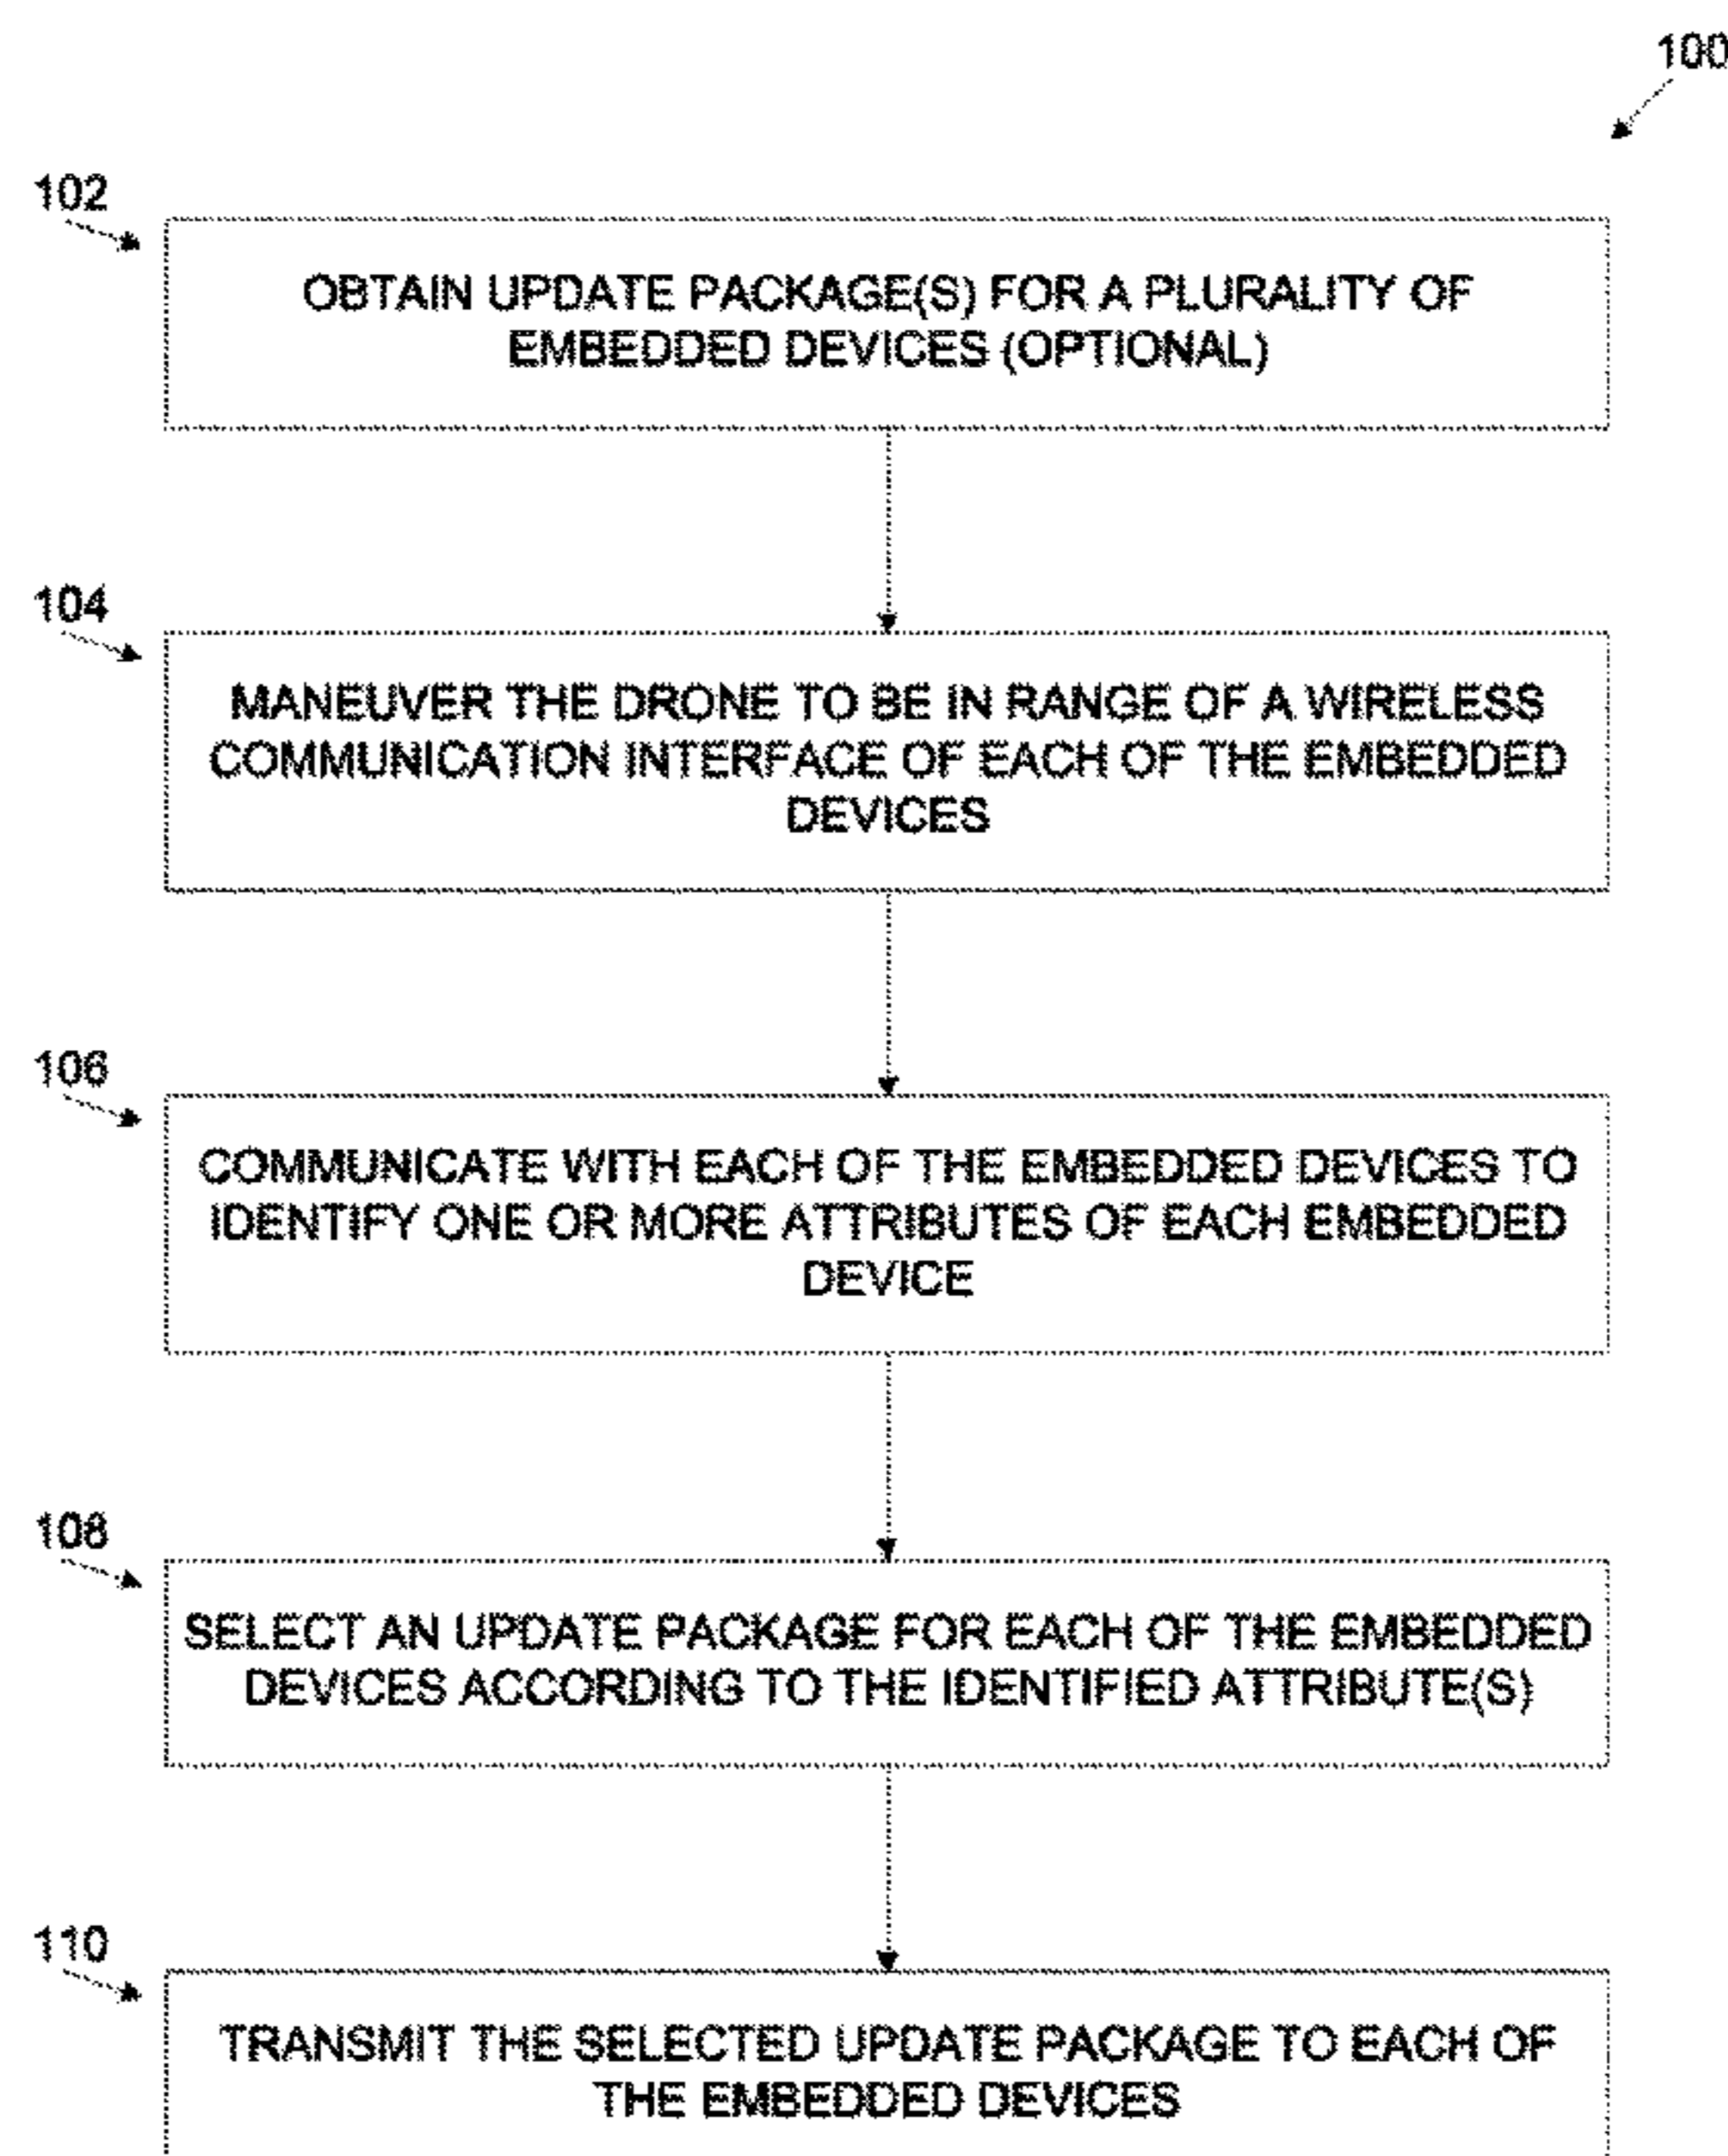 100
102
OBTAIN UPDATE PACKAGE(S) FOR A PLURALITY OF
EMBEDDED DEVICES (OPTIONAL)
104
MANEUVER THE DRONE TO BE IN RANGE OF A WIRELESS
COMMUNICATION INTERFACE OF EACH OF THE EMBEDDED
DEVICES
106
COMMUNICATE WITH EACH OF THE EMBEDDED DEVICES TO
IDENTIFY ONE OR MORE ATTRIBUTES OF EACH EMBEDDED
DEVICE
108
SELECT AN UPDATE PACKAGE FOR EACH OF THE EMBEDDED
DEVICES ACCORDING TO THE IDENTIFIED ATTRIBUTE(S)
110
TRANSMIT THE SELECTED UPDATE PACKAGE TO EACH OF
THE EMBEDDED DEVICES